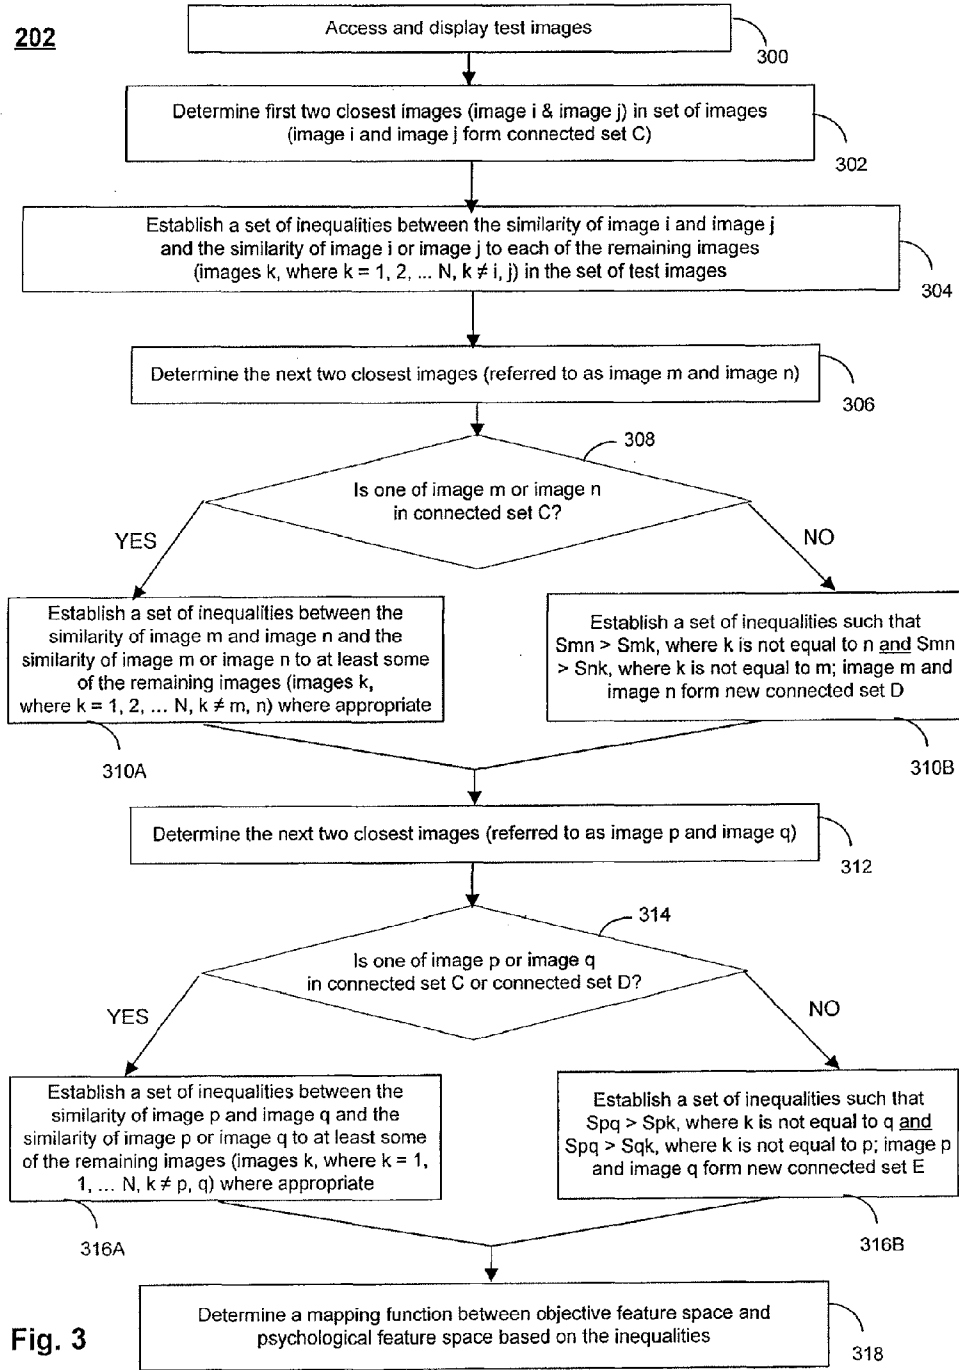 202
Access and display test images
300
Determine first two closest images (image i & image j) in set of images
(image i and image j form connected set C)
302
Establish a set of inequalities between the similarity of image i and image j
and the similarity of image i or image j to each of the remaining images
(images k, where k = 1, 2, ... N, k ≠ i, j) in the set of test images
304
Determine the next two closest images (referred to as image m and image n)
306
308
Is one of image m or image n
in connected set C?
YES
NO
Establish a set of inequalities between the
similarity of image m and image n and the
similarity of image m or image n to at least some
of the remaining images (images k,
where k = 1, 2, ... N, k ≠ m, n) where appropriate
310A
Establish a set of inequalities such that
Smn > Smk, where k is not equal to n and Smn
> Snk, where k is not equal to m; image m and
image n form new connected set D
310B
Determine the next two closest images (referred to as image p and image q)
312
314
Is one of image p or image q
in connected set C or connected set D?
YES
NO
Establish a set of inequalities between the
similarity of image p and image q and the
similarity of image p or image q to at least some
of the remaining images (images k, where k = 1,
1, ... N, k ≠ p, q) where appropriate
316A
Establish a set of inequalities such that
Spq > Spk, where k is not equal to q and
Spq > Sqk, where k is not equal to p; image p
and image q form new connected set E
316B
Determine a mapping function between objective feature space and
psychological feature space based on the inequalities
318
Fig. 3